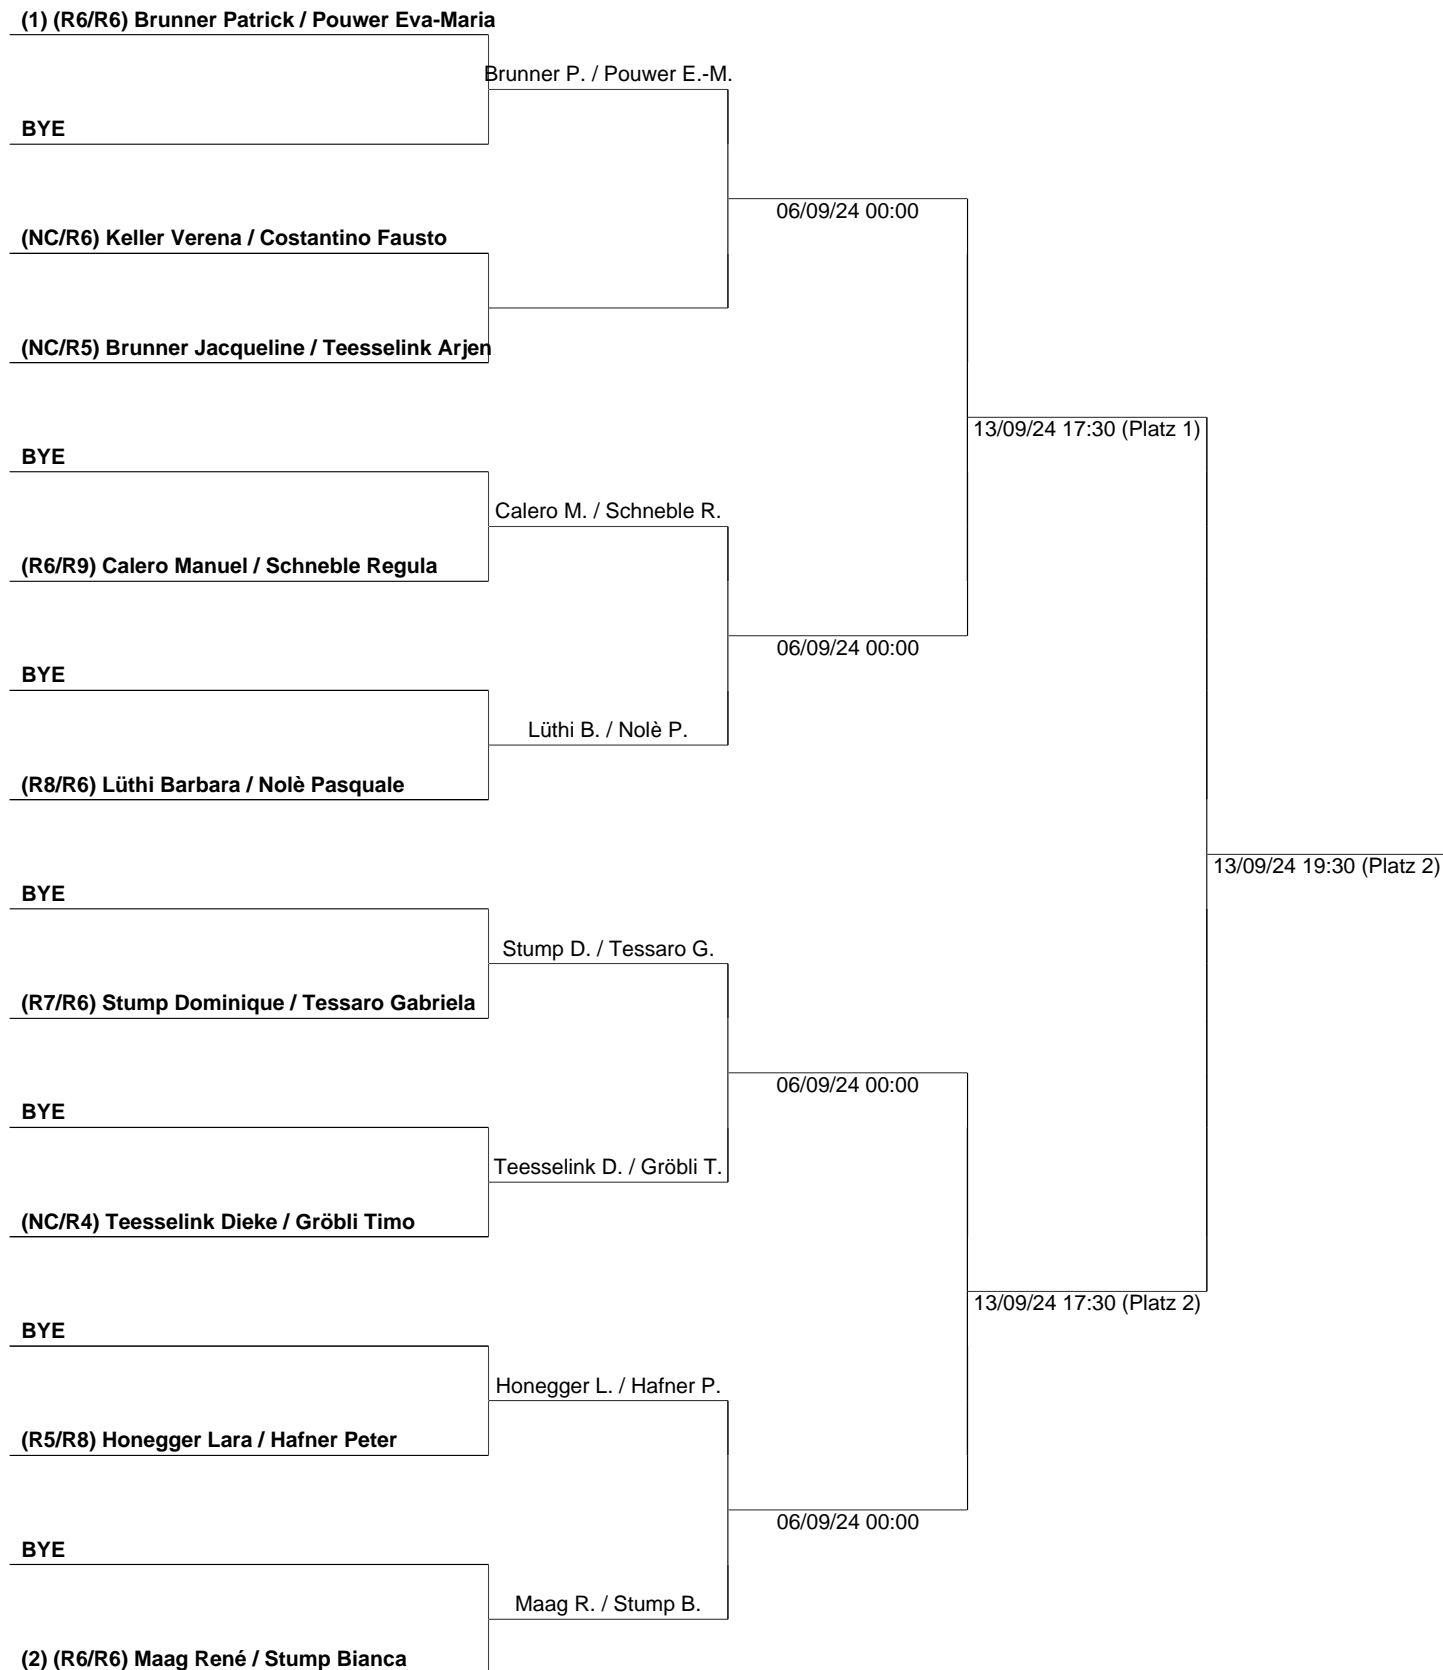 (1) (R6/R6) Brunner Patrick / Pouwer Eva-Maria
Brunner P. / Pouwer E.-M.
BYE
06/09/24 00:00
(NC/R6) Keller Verena / Costantino Fausto
(NC/R5) Brunner Jacqueline / Teesselink Arjen
13/09/24 17:30 (Platz 1)
BYE
Calero M. / Schneble R.
(R6/R9) Calero Manuel / Schneble Regula
06/09/24 00:00
BYE
Lüthi B. / Nolè P.
(R8/R6) Lüthi Barbara / Nolè Pasquale
13/09/24 19:30 (Platz 2)
BYE
Stump D. / Tessaro G.
(R7/R6) Stump Dominique / Tessaro Gabriela
06/09/24 00:00
BYE
Teesselink D. / Gröbli T.
(NC/R4) Teesselink Dieke / Gröbli Timo
13/09/24 17:30 (Platz 2)
BYE
Honegger L. / Hafner P.
(R5/R8) Honegger Lara / Hafner Peter
06/09/24 00:00
BYE
Maag R. / Stump B.
(2) (R6/R6) Maag René / Stump Bianca